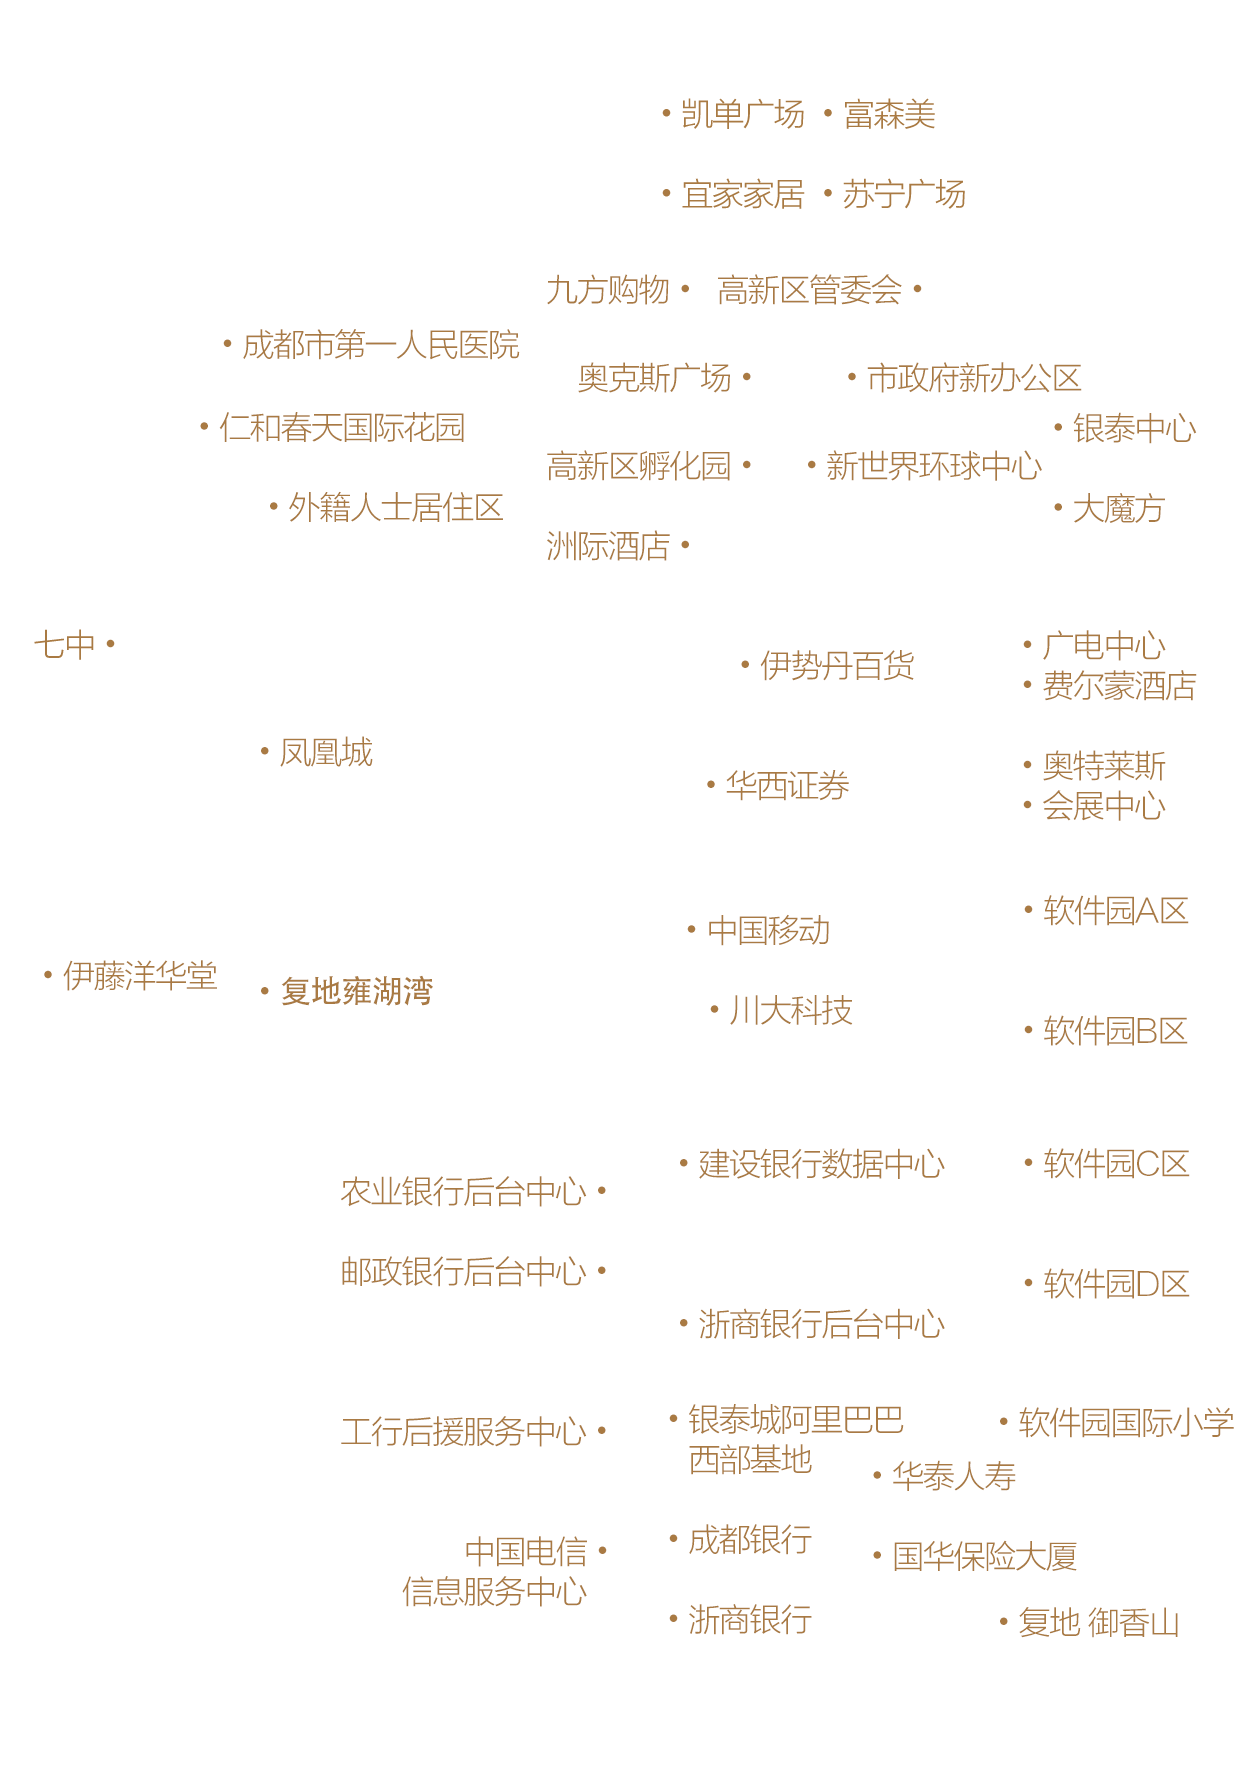 • 凯单广场 • 富森美
• 宜家家居 • 苏宁广场
九方购物 • 高新区管委会 •
• 成都市第一人民医院
奥克斯广场 • • 市政府新办公区
• 仁和春天国际花园 • 银泰中心
高新区孵化园 • • 新世界环球中心
• 外籍人士居住区 • 大魔方
洲际酒店 •
七中 • • 广电中心
• 伊势丹百货
• 费尔蒙酒店
• 凤凰城 • 奥特莱斯
• 华西证券
• 会展中心
• 软件园A区
• 中国移动
• 伊藤洋华堂 • 复地雍湖湾
• 川大科技
• 软件园B区
• 建设银行数据中心 • 软件园C区
农业银行后台中心 •
邮政银行后台中心 • • 软件园D区
• 浙商银行后台中心
工行后援服务中心 • • 银泰城阿里巴巴 • 软件园国际小学
西部基地
• 华泰人寿
• 成都银行
中国电信 • • 国华保险大厦
信息服务中心
• 浙商银行 • 复地 御香山